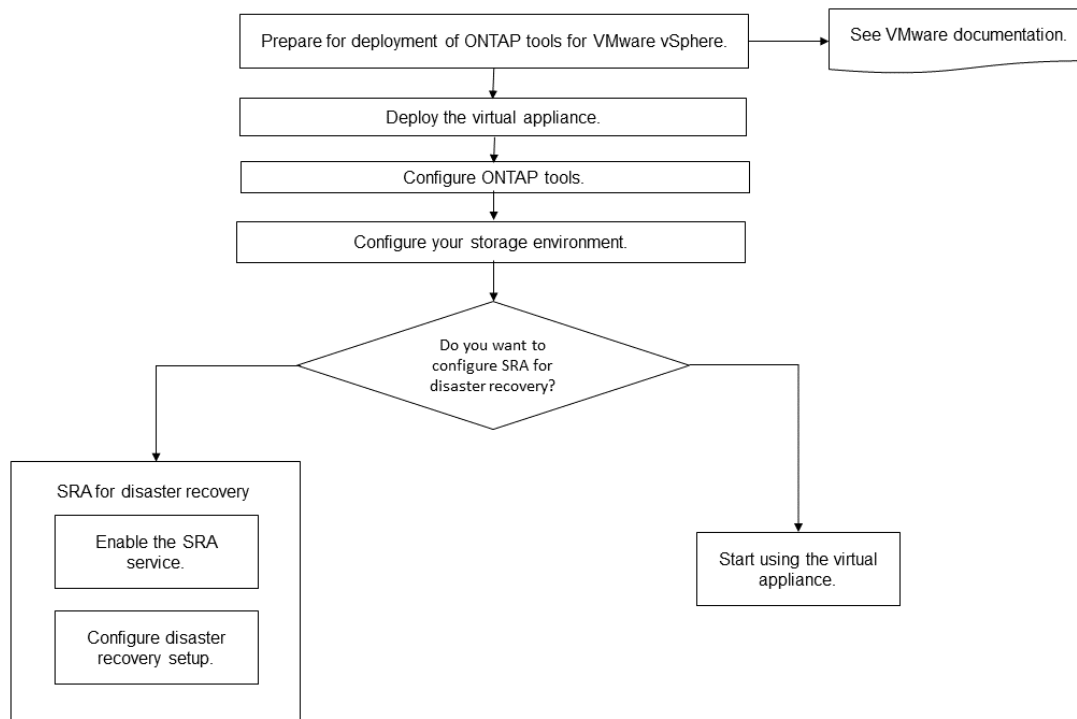 Prepare for deployment of ONTAP tools for VMware vSphere.
See VMware documentation.
Deploy the virtual appliance.
Configure ONTAP tools.
Configure your storage environment.
Do you want to
configure SRA for
disaster recovery?
SRA for disaster recovery
Enable the SRA
service.
Configure disaster
recovery setup.
Start using the virtual
appliance.